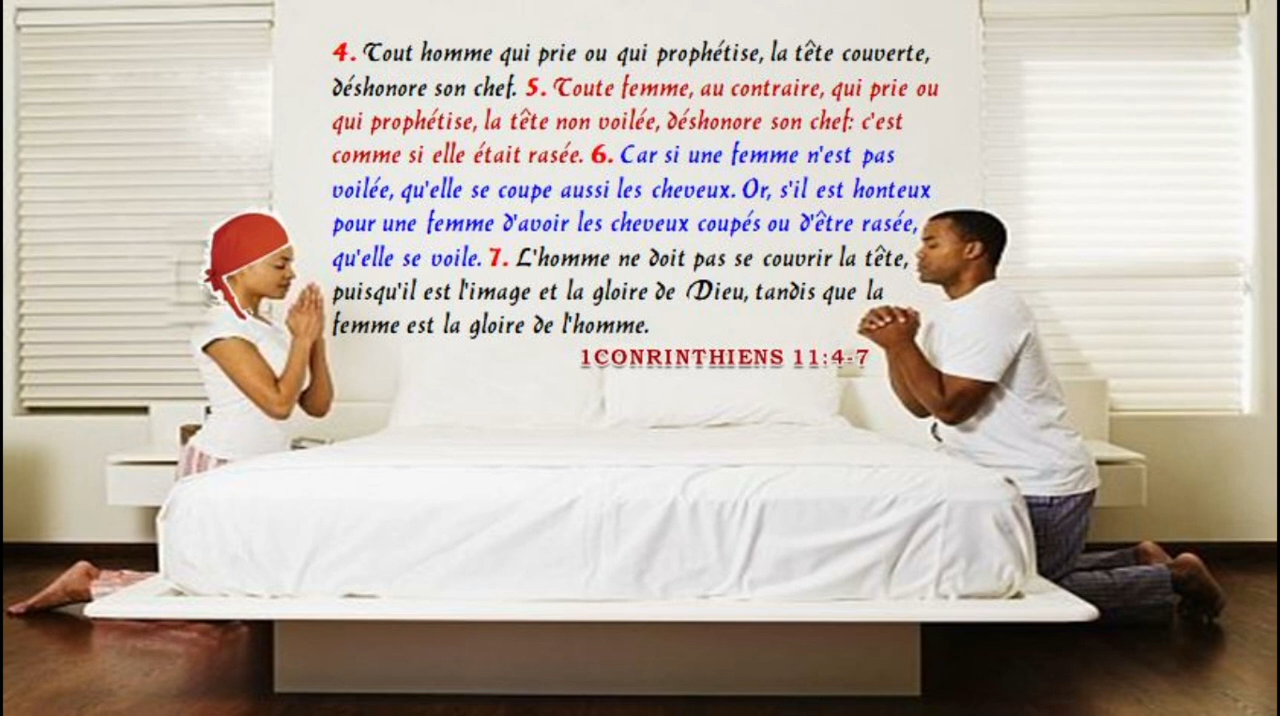 4. Tout homme qui prie ou qui prophétise, la tête couverte,
déshonore son chef. 5. Toute femme, au contraire, qui prie ou
qui prophétise, la tête non voilée, déshonore son chef: c'est
comme si elle était rasée. 6. Car si une femme n'est pas
voilée, qu'elle se coupe aussi les cheveux. Or, s'il est honteux
pour une femme d'avoir les cheveux coupés ou d'être rasée,
qu'elle se voile. 7. L'homme ne doit pas se couvrir la tête,
puisqu'il est l'image et la gloire de Dieu, tandis que la
femme est la gloire de l'homme.
1CONRINTHIENS 11:4-7